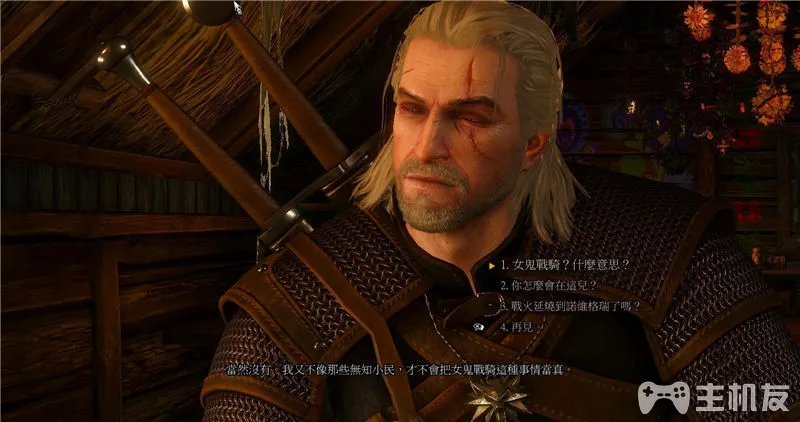 1. 女鬼戰騎？什麼意思？
2. 你怎麼會在這兒？
3. 戰火延燒到諾維格瑞了嗎？
4. 再見。
當然沒有。我又不像那些無知小民，才不會把女鬼戰騎這種事情當真。
主机友